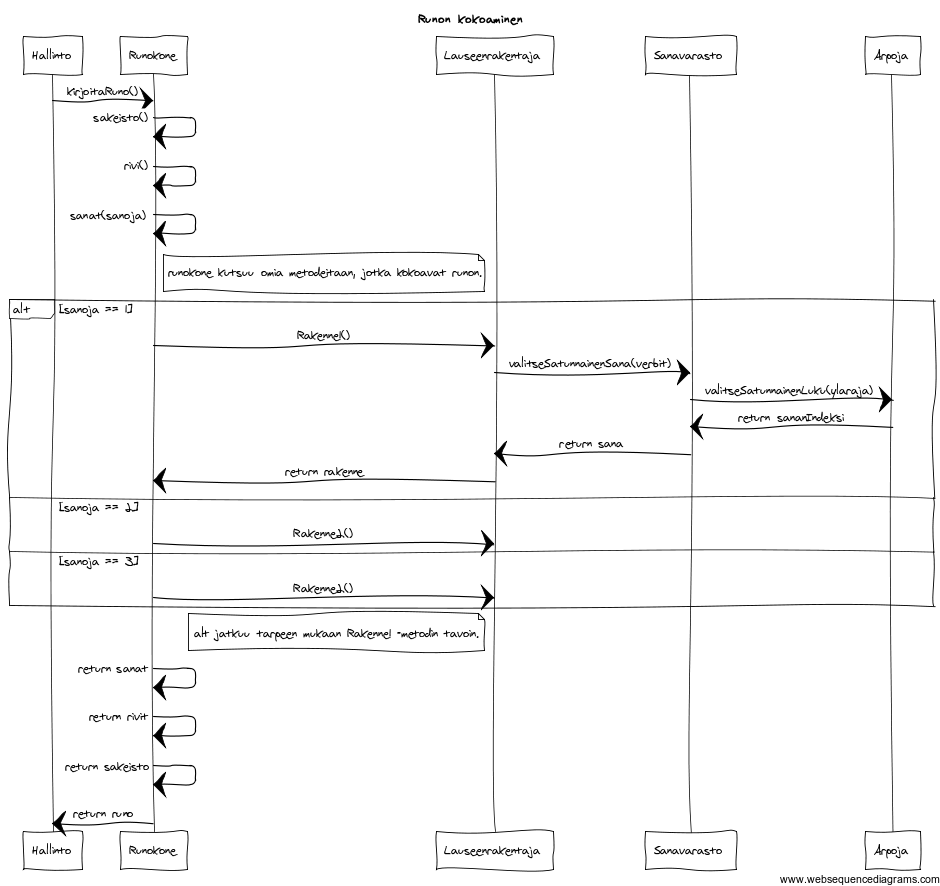 Runon kokoaminen
Hallinto Runokone Lauseenrakentaja Sanavarasto Arpoja
kirjoitaRuno()
sakeisto()
rivi()
sanat(sanoja)
runokone kutsuu omia metodeitaan, jotka kokoavat runon.
alt [sanoja == 1]
Rakenne1()
valitseSatunnainenSana(verbit)
valitseSatunnainenLuku(ylaraja)
return sananIndeksi
return sana
return rakenne
[sanoja == 2]
Rakenne2()
[sanoja == 3]
Rakenne2()
alt jatkuu tarpeen mukaan Rakenne1 -metodin tavoin.
return sanat
return rivit
return sakeisto
return runo
Hallinto Runokone Lauseenrakentaja Sanavarasto Arpoja
www.websequencediagrams.com